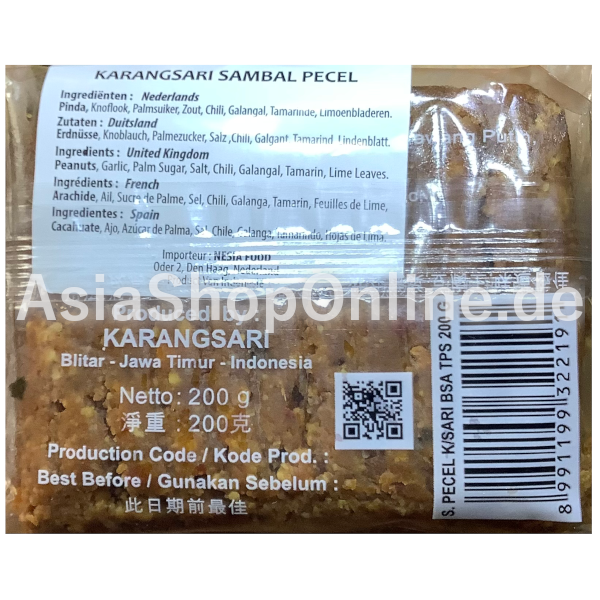 KARANGSARI SAMBAL PECEL
Ingrediënten : Nederlands
Pinda, Knoflook, Palmsuiker, Zout, Chili, Galangal, Tamarinde, Limoenbladeren.
Zutaten : Duitsland
Erdnüsse, Knoblauch, Palmezucker, Salz ,Chili, Galgant, Tamarind, Lindenblatt.
Ingredients : United Kingdom
Peanuts, Garlic, Palm Sugar, Salt, Chili, Galangal, Tamarin, Lime Leaves.
Ingrédients : French
Arachide, Ail, Sucre de Palme, Sel, Chili, Galanga, Tamarin, Feuilles de Lime,
Ingredientes : Spain
Cacahuate, Ajo, Azúcar de Palma, Sal, Chile, Galanga, Tamarindo, Hojas de Lima.
Importeur : NESIA FOOD
Oder 2, Den Haag, Nederland
AsiaShopOnline.de
Produced by :
KARANGSARI
Blitar - Jawa Timur - Indonesia
Netto : 200 g
淨重 : 200克
Production Code / Kode Prod. :
Best Before / Gunakan Sebelum :
此日期前最佳
S. PECEL K/SARI BSA TPS 200 G
8 991199 132219